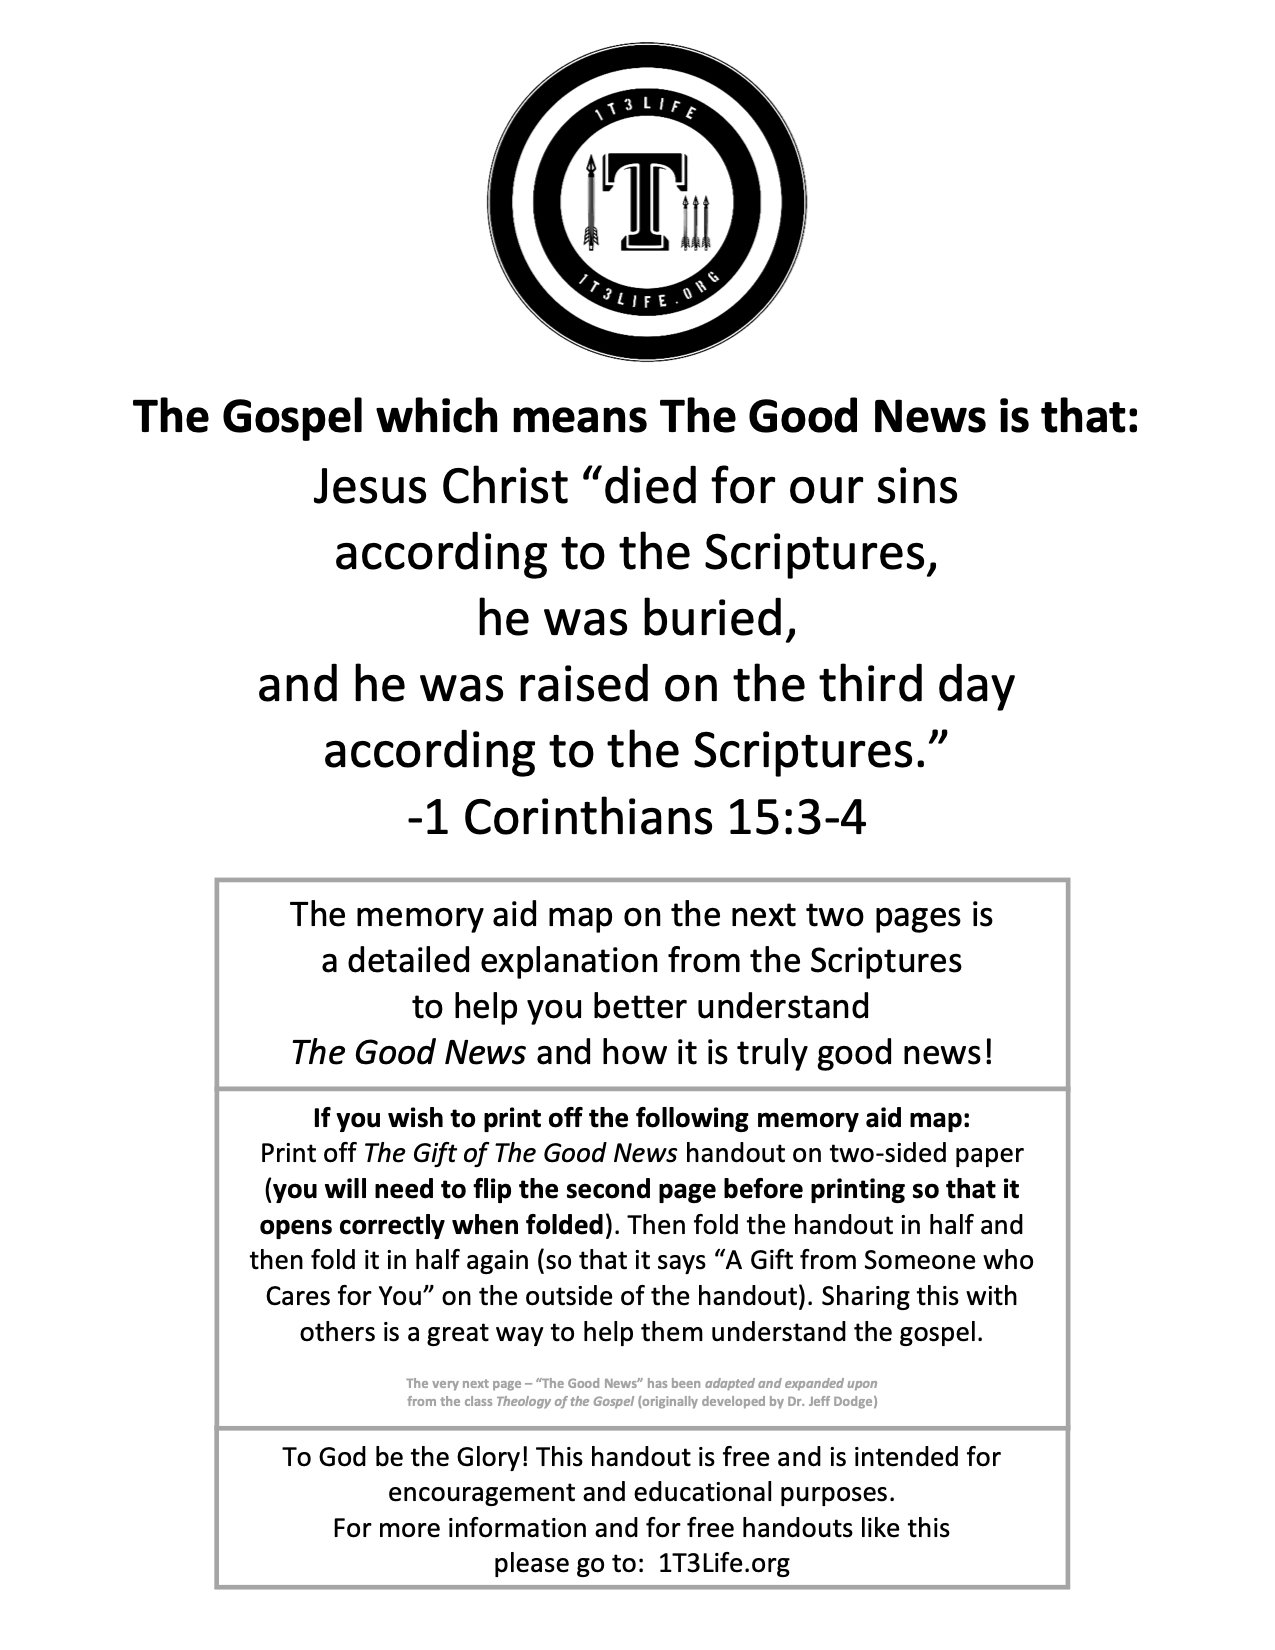 1T3LIFE
T
1T3LIFE.ORG
The Gospel which means The Good News is that:
Jesus Christ “died for our sins
according to the Scriptures,
he was buried,
and he was raised on the third day
according to the Scriptures.”
-1 Corinthians 15:3-4
The memory aid map on the next two pages is
a detailed explanation from the Scriptures
to help you better understand
The Good News and how it is truly good news!
If you wish to print off the following memory aid map:
Print off The Gift of The Good News handout on two-sided paper
(you will need to flip the second page before printing so that it
opens correctly when folded). Then fold the handout in half and
then fold it in half again (so that it says “A Gift from Someone who
Cares for You” on the outside of the handout). Sharing this with
others is a great way to help them understand the gospel.
The very next page – “The Good News” has been adapted and expanded upon
from the class Theology of the Gospel (originally developed by Dr. Jeff Dodge)
To God be the Glory! This handout is free and is intended for
encouragement and educational purposes.
For more information and for free handouts like this
please go to:  1T3Life.org